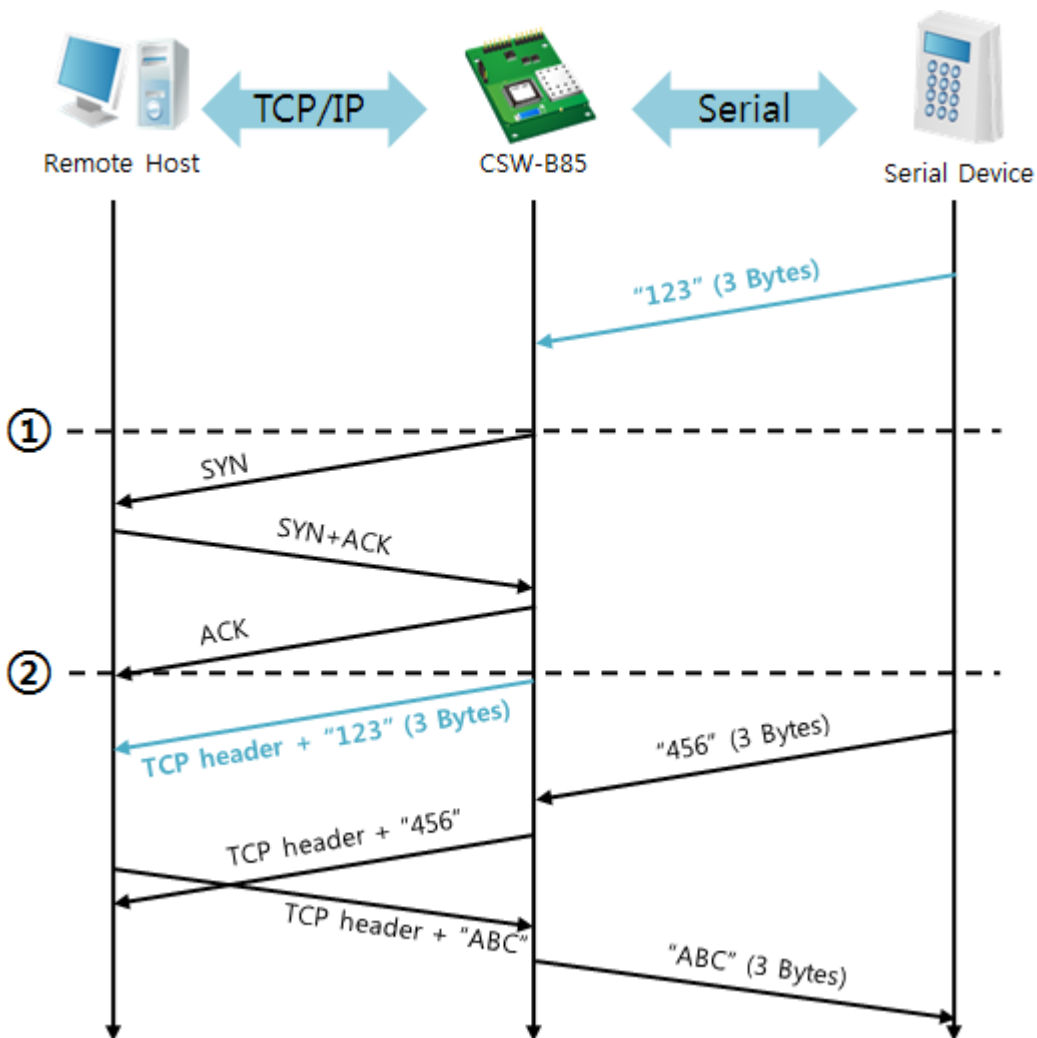 TCP/IP
Serial
Remote Host
CSW-B85
Serial Device
"123" (3 Bytes)
①
SYN
SYN+ACK
ACK
②
TCP header + "123" (3 Bytes)
"456" (3 Bytes)
TCP header + "456"
TCP header + "ABC"
"ABC" (3 Bytes)